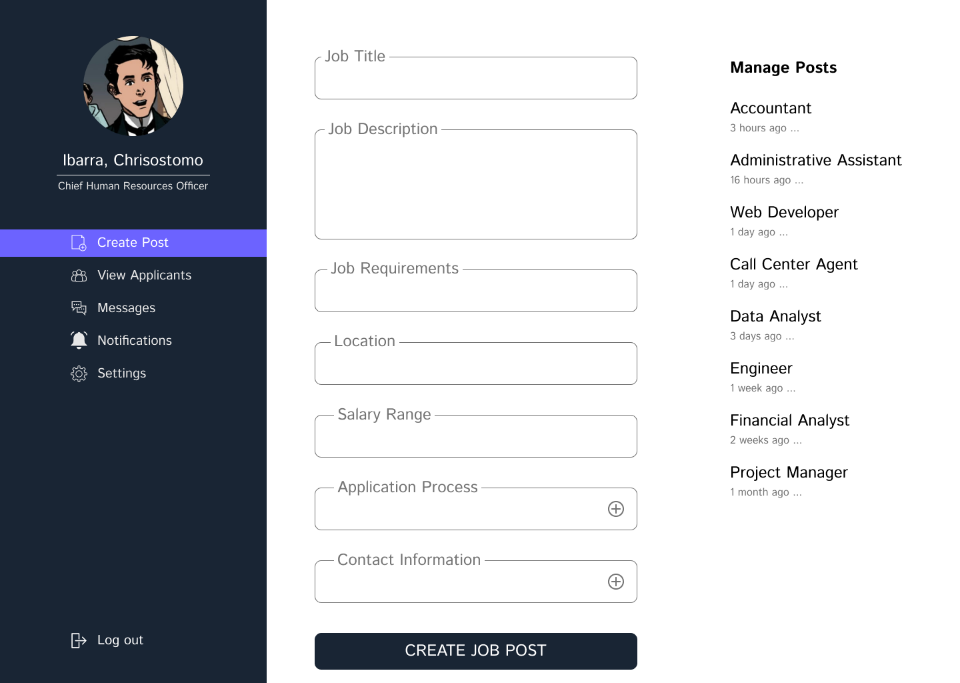 Ibarra, Chrisostomo
Chief Human Resources Officer
Create Post
View Applicants
Messages
Notifications
Settings
Log out
Job Title
Job Description
Job Requirements
Location
Salary Range
Application Process
Contact Information
CREATE JOB POST
Manage Posts
Accountant
3 hours ago ...
Administrative Assistant
16 hours ago ...
Web Developer
1 day ago ...
Call Center Agent
1 day ago ...
Data Analyst
3 days ago ...
Engineer
1 week ago ...
Financial Analyst
2 weeks ago ...
Project Manager
1 month ago ...